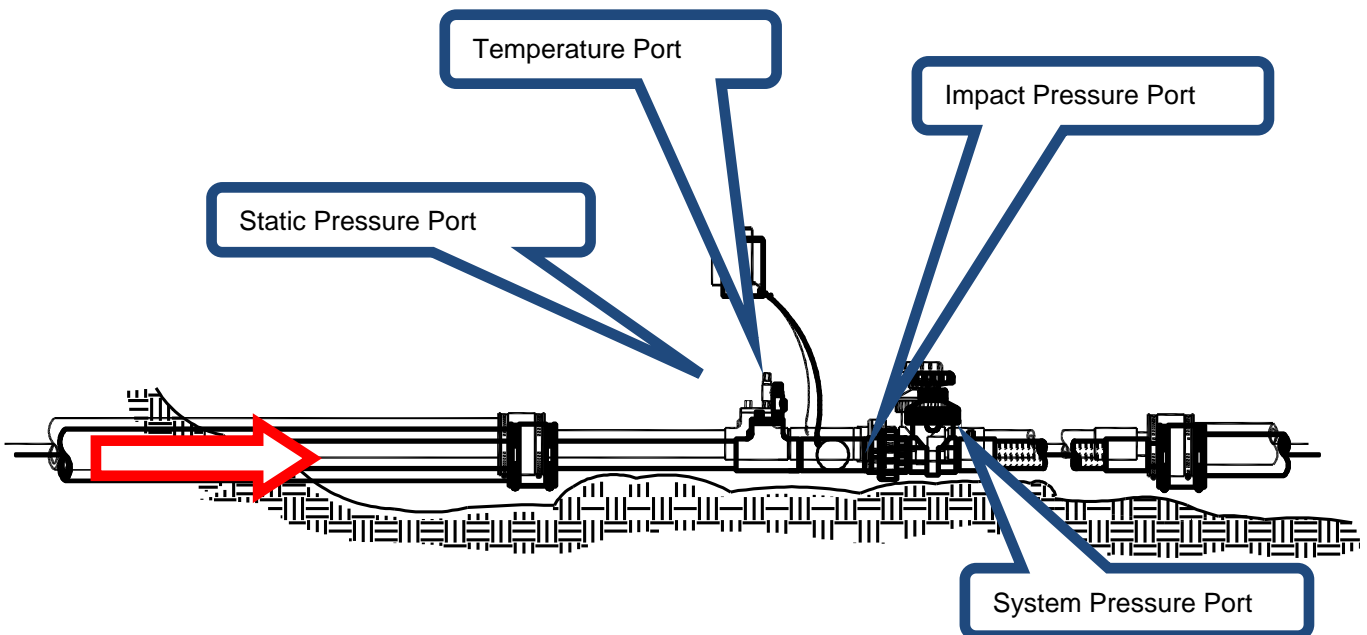 Temperature Port
Impact Pressure Port
Static Pressure Port
System Pressure Port